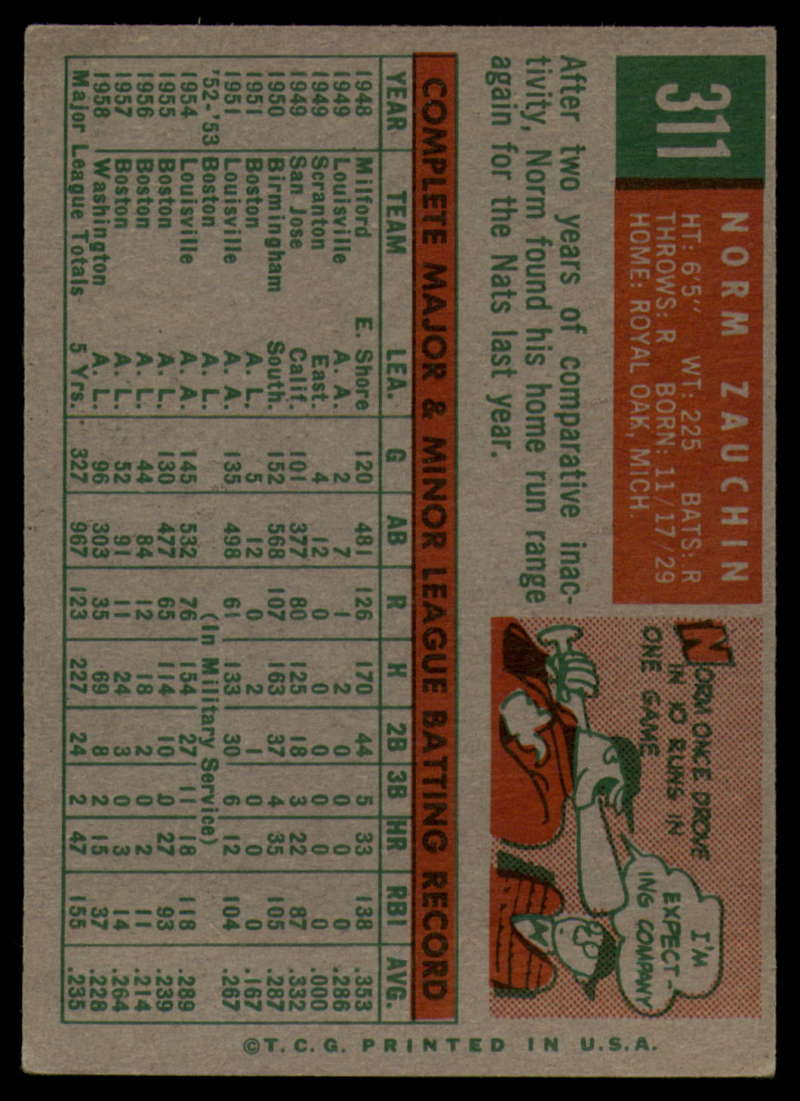 311
NORM ZAUCHIN
HT: 6'5" WT: 225 BATS: R
THROWS: R BORN: 11/17/29
HOME: ROYAL OAK, MICH.
After two years of comparative inac-
tivity, Norm found his home run range
again for the Nats last year.
NORM ONCE DROVE
IN 10 RUNS IN
ONE GAME
I'M
EXPECT-
ING COMPANY
COMPLETE MAJOR & MINOR LEAGUE BATTING RECORD
YEAR TEAM LEA. G AB R H 2B 3B HR RBI AVG.
1948 Milford E. Shore 120 481 126 170 44 5 33 138 .353
1949 Louisville A. A. 2 7 1 2 0 0 0 0 .286
1949 Scranton East. 4 12 0 0 0 0 0 0 .000
1949 San Jose Calif. 101 377 80 125 18 3 22 87 .332
1950 Birmingham South. 152 568 107 163 37 4 35 105 .287
1951 Boston A. L. 5 12 0 2 1 0 0 0 .167
1951 Louisville A. A. 135 498 61 133 30 6 12 104 .267
'52-'53 Boston A. L. (In Military Service)
1954 Louisville A. A. 145 532 76 154 27 11 18 118 .289
1955 Boston A. L. 130 477 65 114 10 0 27 93 .239
1956 Boston A. L. 44 84 12 18 2 0 2 11 .214
1957 Boston A. L. 52 91 11 24 3 0 3 14 .264
1958 Washington A. L. 96 303 35 69 8 2 15 37 .228
Major League Totals 5 Yrs. 327 967 123 227 24 2 47 155 .235
©T.C.G. PRINTED IN U.S.A.